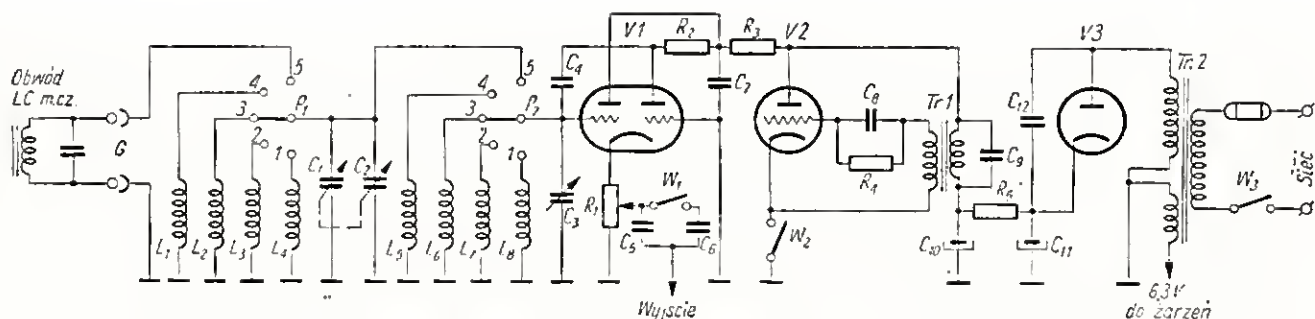 Obwód
LC m.cz.
G
5
4
3
2
1
P1
C1
C2
L1
L2
L3
L4
5
4
3
2
1
P2
L5
L6
L7
L8
C4
C3
V1
R2
R3
C7
R1
W1
C5
C6
Wyjście
V2
C8
R4
W2
Tr1
C9
R5
C10
C11
C12
V3
Tr.2
6,3V
do żarzeń
W3
Sieć